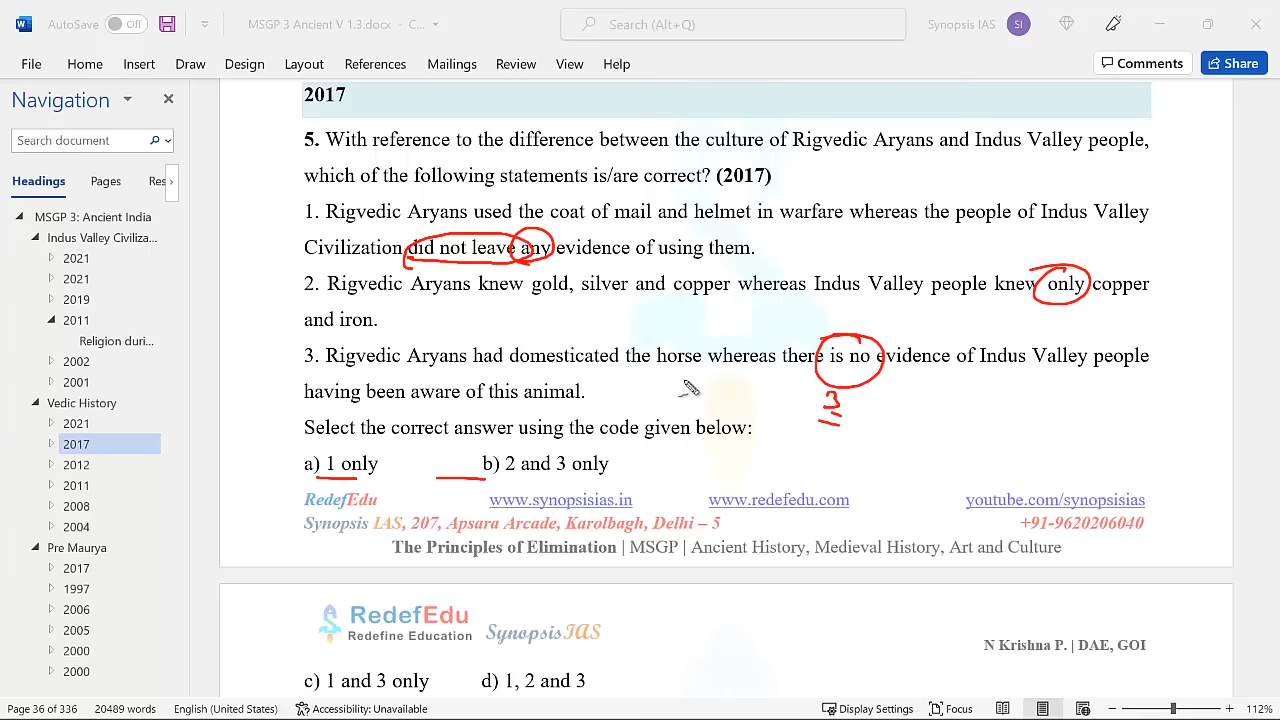 AutoSave Off MSGP 3 Ancient V 1.3.docx - C... Search (Alt+Q) Synopsis IAS SI
File Home Insert Draw Design Layout References Mailings Review View Help Comments Share
Navigation
Search document
Headings Pages Res
MSGP 3: Ancient India
Indus Valley Civiliza...
2021
2021
2019
2011
Religion duri...
2002
2001
Vedic History
2021
2017
2012
2011
2008
2004
Pre Maurya
2017
1997
2006
2005
2000
2000
2017
5. With reference to the difference between the culture of Rigvedic Aryans and Indus Valley people,
which of the following statements is/are correct? (2017)
1. Rigvedic Aryans used the coat of mail and helmet in warfare whereas the people of Indus Valley
Civilization did not leave any evidence of using them.
2. Rigvedic Aryans knew gold, silver and copper whereas Indus Valley people knew only copper
and iron.
3. Rigvedic Aryans had domesticated the horse whereas there is no evidence of Indus Valley people
having been aware of this animal.
3
Select the correct answer using the code given below:
a) 1 only b) 2 and 3 only
RedefEdu www.synopsisias.in www.redefedu.com youtube.com/synopsisias
Synopsis IAS, 207, Apsara Arcade, Karolbagh, Delhi – 5 +91-9620206040
The Principles of Elimination | MSGP | Ancient History, Medieval History, Art and Culture
RedefEdu
Redefine Education SynopsisIAS
N Krishna P. | DAE, GOI
c) 1 and 3 only d) 1, 2 and 3
Page 36 of 336 20489 words English (United States) Accessibility: Unavailable Display Settings Focus 112%